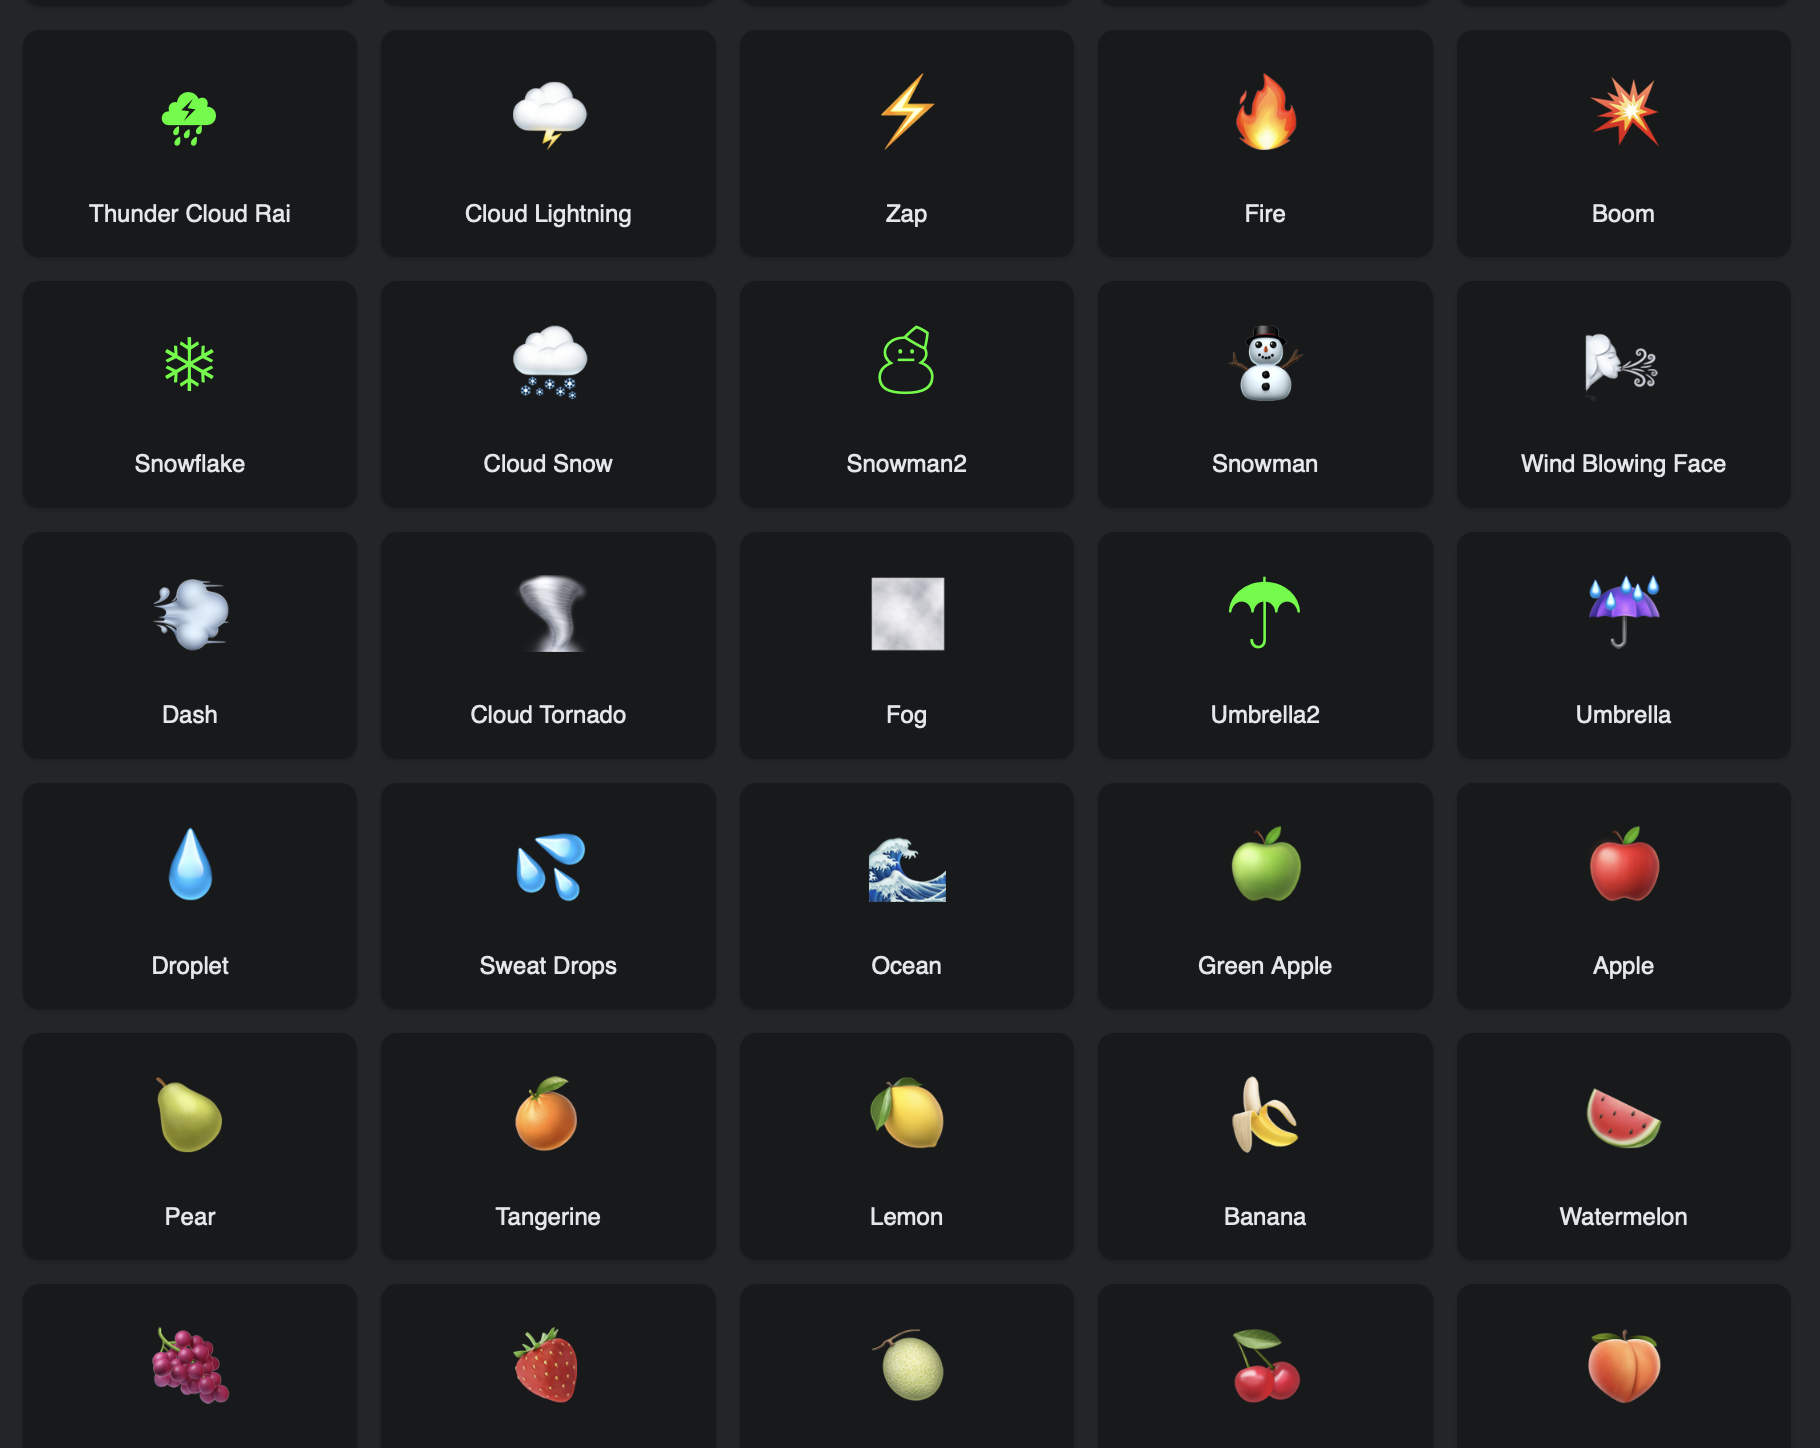 Thunder Cloud Rai
Cloud Lightning
Zap
Fire
Boom
Snowflake
Cloud Snow
Snowman2
Snowman
Wind Blowing Face
Dash
Cloud Tornado
Fog
Umbrella2
Umbrella
Droplet
Sweat Drops
Ocean
Green Apple
Apple
Pear
Tangerine
Lemon
Banana
Watermelon